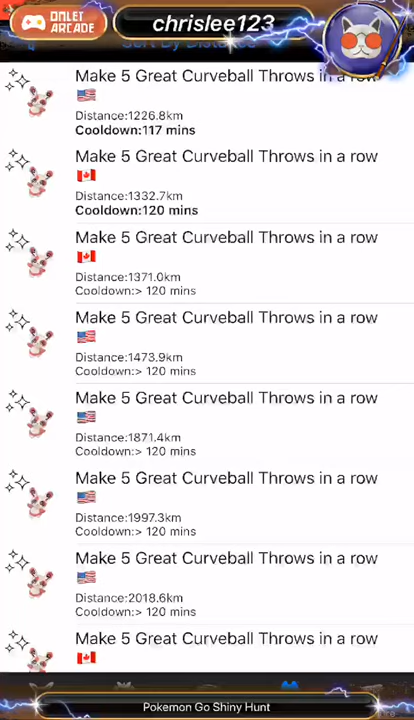 OMLET
ARCADE
chrislee123
Sort By Distance
Make 5 Great Curveball Throws in a row
Distance:1226.8km
Cooldown:117 mins
Make 5 Great Curveball Throws in a row
Distance:1332.7km
Cooldown:120 mins
Make 5 Great Curveball Throws in a row
Distance:1371.0km
Cooldown:> 120 mins
Make 5 Great Curveball Throws in a row
Distance:1473.9km
Cooldown:> 120 mins
Make 5 Great Curveball Throws in a row
Distance:1871.4km
Cooldown:> 120 mins
Make 5 Great Curveball Throws in a row
Distance:1997.3km
Cooldown:> 120 mins
Make 5 Great Curveball Throws in a row
Distance:2018.6km
Cooldown:> 120 mins
Make 5 Great Curveball Throws in a row
Pokemon Go Shiny Hunt